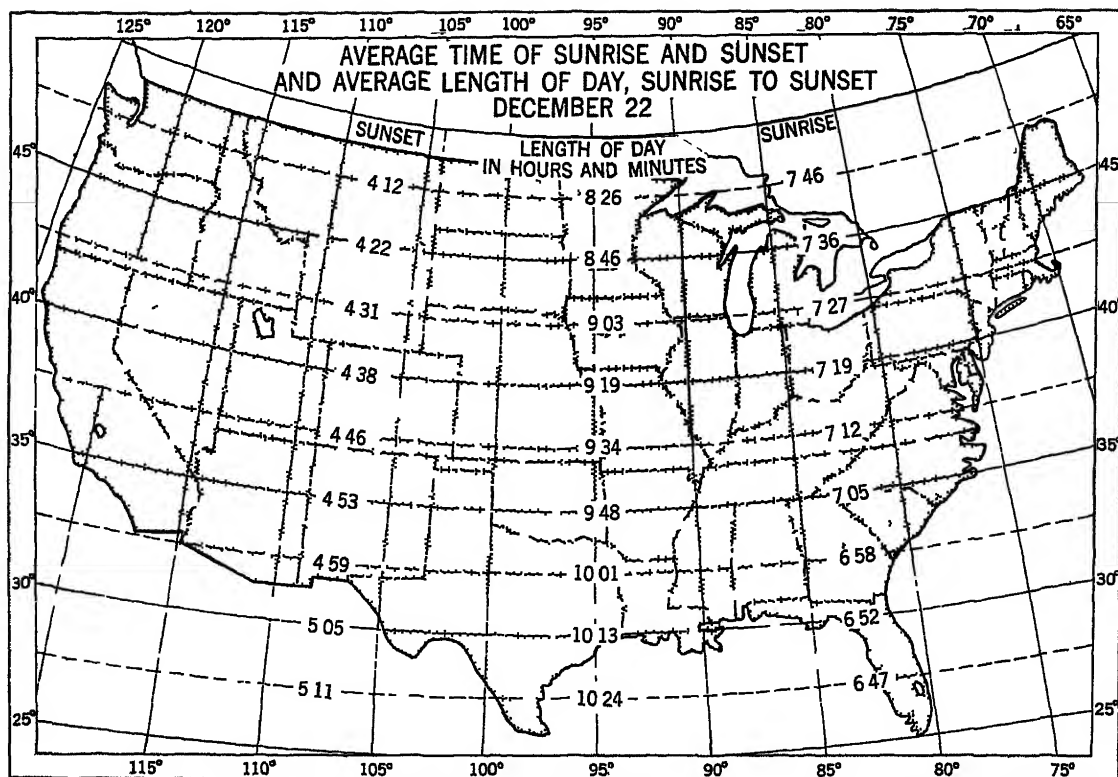 125° 120° 115° 110° 105° 100° 95° 90° 85° 80° 75° 70° 65°
AVERAGE TIME OF SUNRISE AND SUNSET
AND AVERAGE LENGTH OF DAY, SUNRISE TO SUNSET
DECEMBER 22
SUNSET LENGTH OF DAY IN HOURS AND MINUTES SUNRISE
45° 45°
4 12 8 26 7 46
4 22 8 46 7 36
40° 40°
4 31 9 03 7 27
4 38 9 19 7 19
35° 35°
4 46 9 34 7 12
4 53 9 48 7 05
30° 30°
4 59 10 01 6 58
5 05 10 13 6 52
25° 25°
5 11 10 24 6 47
115° 110° 105° 100° 95° 90° 85° 80° 75°